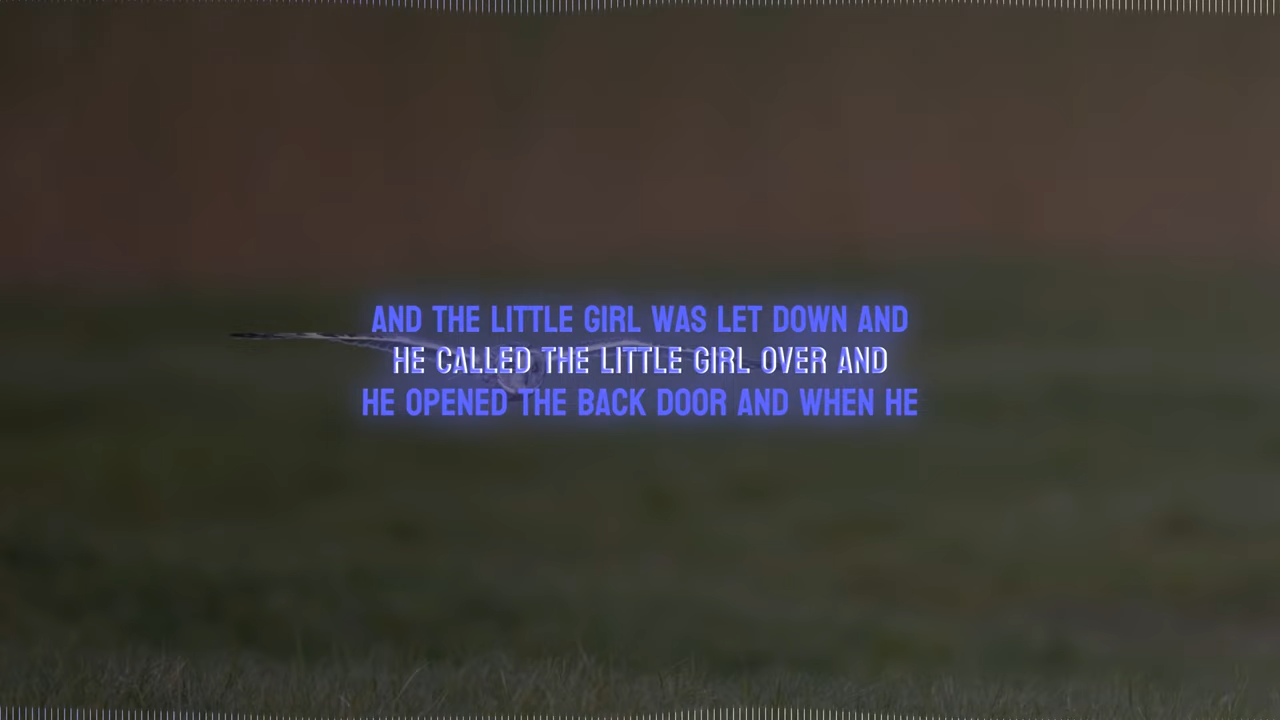 AND THE LITTLE GIRL WAS LET DOWN AND
HE CALLED THE LITTLE GIRL OVER AND
HE OPENED THE BACK DOOR AND WHEN HE